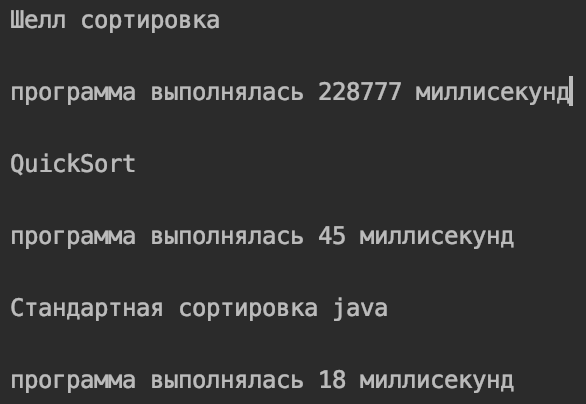 Шелл сортировка
программа выполнялась 228777 миллисекунд
QuickSort
программа выполнялась 45 миллисекунд
Стандартная сортировка java
программа выполнялась 18 миллисекунд